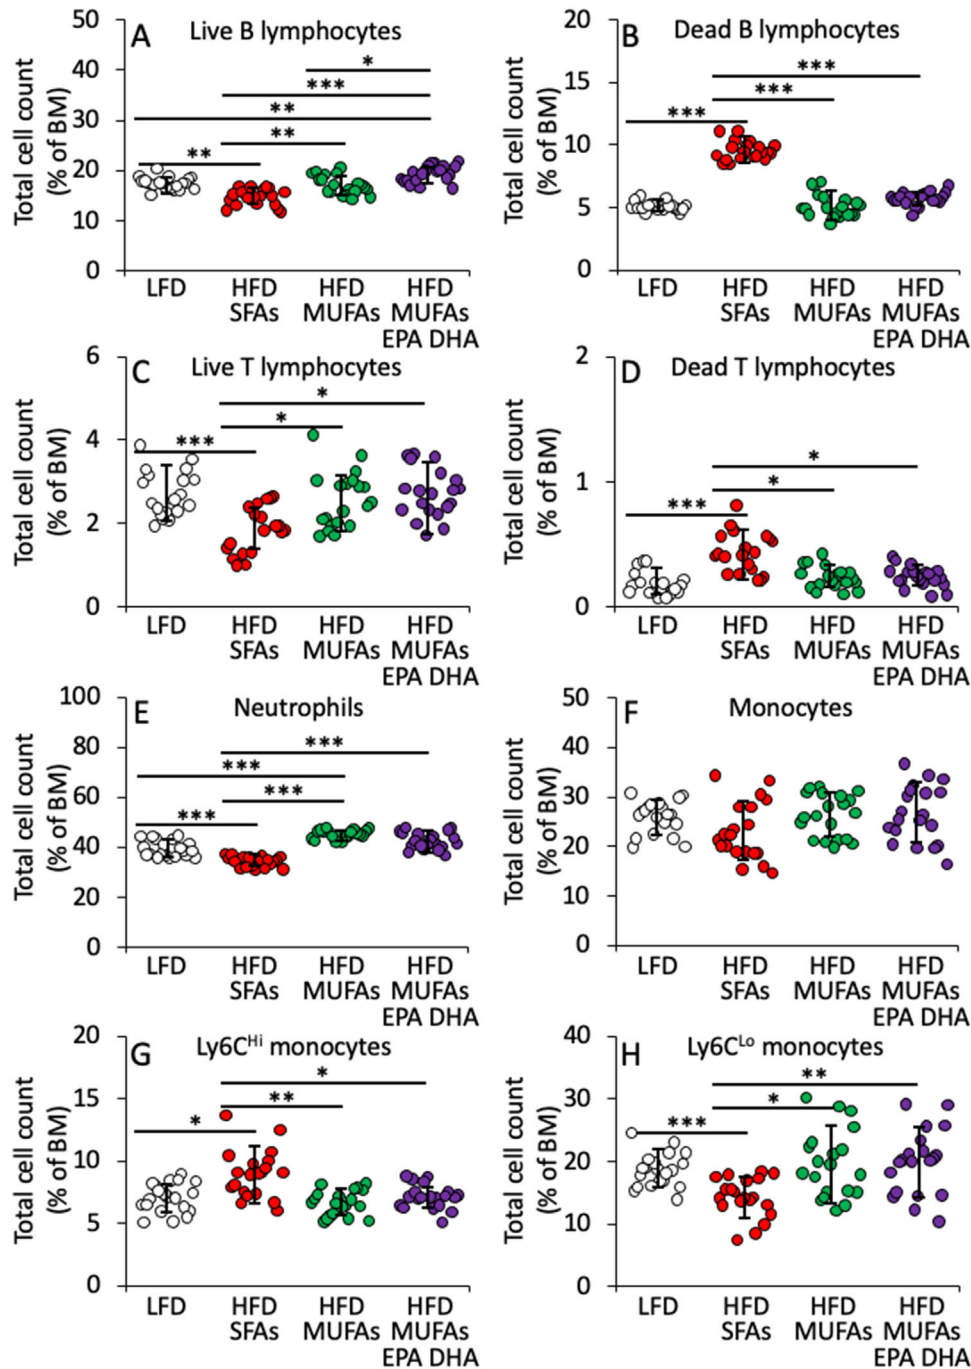 A Live B lymphocytes
Total cell count
(% of BM)
50
40
30
20
10
0
*
***
**
**
**
LFD HFD HFD HFD
SFAs MUFAs MUFAs
EPA DHA
B Dead B lymphocytes
Total cell count
(% of BM)
20
15
10
5
0
***
***
***
LFD HFD HFD HFD
SFAs MUFAs MUFAs
EPA DHA
C Live T lymphocytes
Total cell count
(% of BM)
6
4
2
0
*
*
***
LFD HFD HFD HFD
SFAs MUFAs MUFAs
EPA DHA
D Dead T lymphocytes
Total cell count
(% of BM)
2
1
0
*
*
***
LFD HFD HFD HFD
SFAs MUFAs MUFAs
EPA DHA
E Neutrophils
Total cell count
(% of BM)
100
80
60
40
20
0
***
***
***
***
LFD HFD HFD HFD
SFAs MUFAs MUFAs
EPA DHA
F Monocytes
Total cell count
(% of BM)
50
40
30
20
10
0
LFD HFD HFD HFD
SFAs MUFAs MUFAs
EPA DHA
G Ly6C^Hi monocytes
Total cell count
(% of BM)
20
15
10
5
0
*
**
*
LFD HFD HFD HFD
SFAs MUFAs MUFAs
EPA DHA
H Ly6C^Lo monocytes
Total cell count
(% of BM)
40
30
20
10
0
**
*
***
LFD HFD HFD HFD
SFAs MUFAs MUFAs
EPA DHA